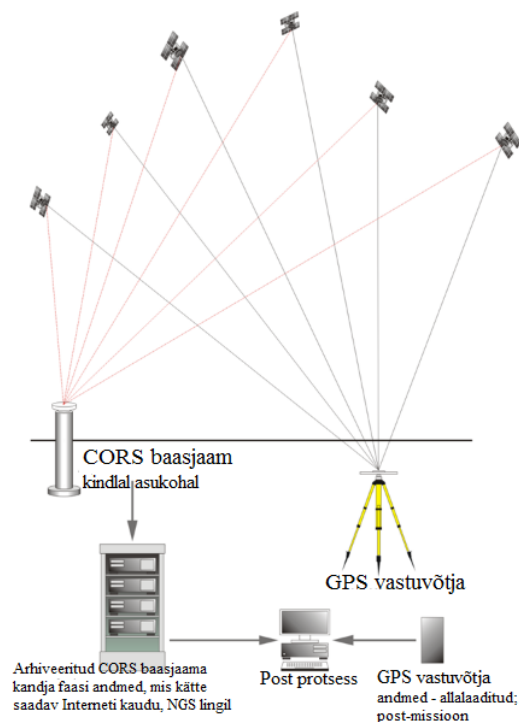 CORS baasjaam
kindlal asukohal
GPS vastuvõtja
Arhiveeritud CORS baasjaama
kandja faasi andmed, mis kätte
saadav Interneti kaudu, NGS lingil
Post protsess
GPS vastuvõtja
andmed - allalaaditud;
post-missioon